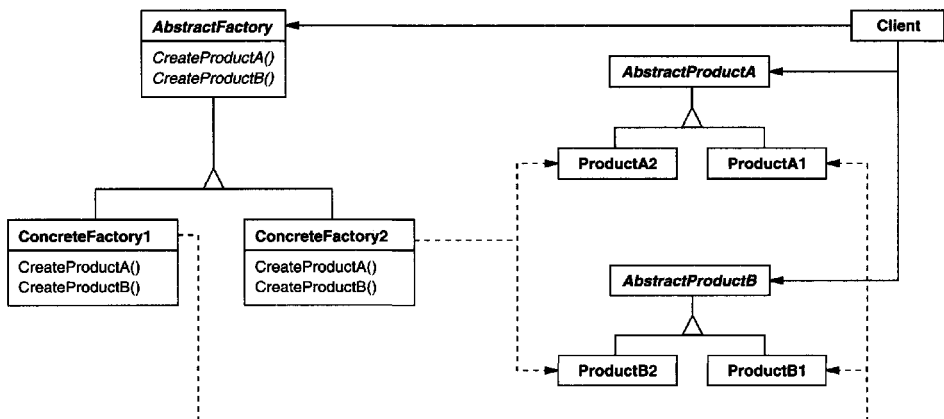 AbstractFactory
CreateProductA()
CreateProductB()
Client
AbstractProductA
ProductA2
ProductA1
ConcreteFactory1
CreateProductA()
CreateProductB()
ConcreteFactory2
CreateProductA()
CreateProductB()
AbstractProductB
ProductB2
ProductB1